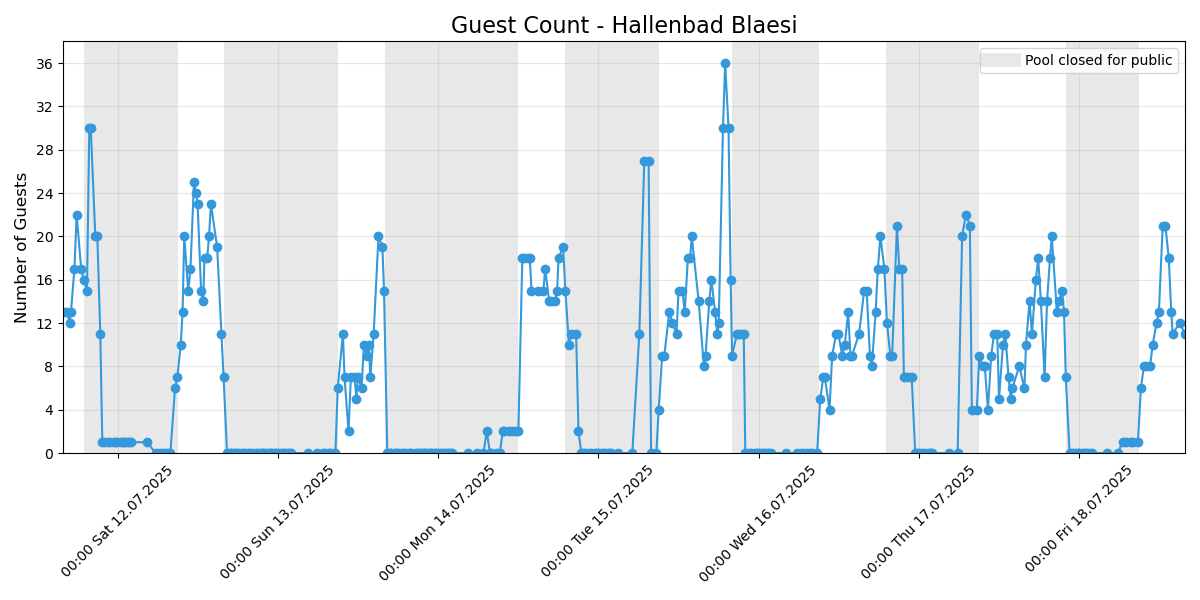 Guest Count - Hallenbad Blaesi
Pool closed for public
Number of Guests
36
32
28
24
20
16
12
8
4
0
00:00 Sat 12.07.2025
00:00 Sun 13.07.2025
00:00 Mon 14.07.2025
00:00 Tue 15.07.2025
00:00 Wed 16.07.2025
00:00 Thu 17.07.2025
00:00 Fri 18.07.2025